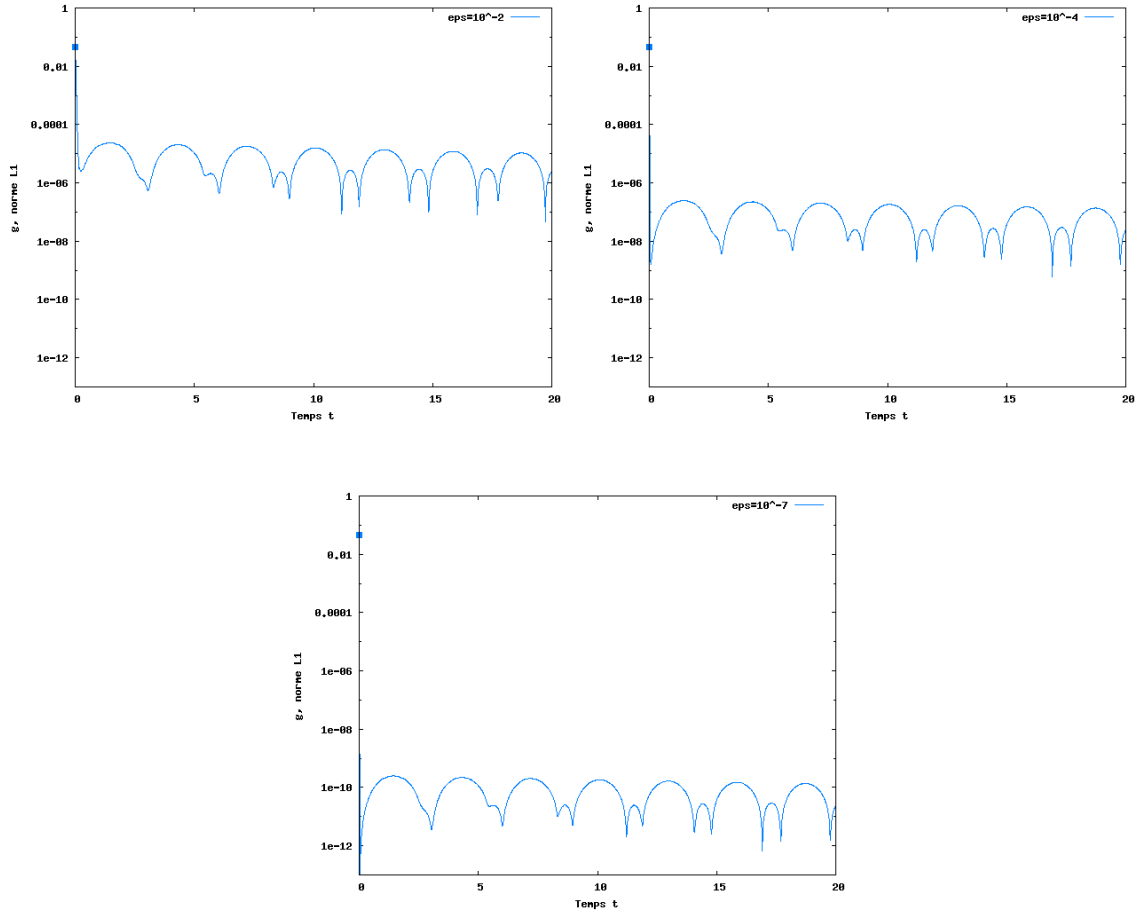 eps=10^-2
1
0.01
0.0001
1e-06
1e-08
1e-10
1e-12
g, norme L1
0 5 10 15 20
Temps t
eps=10^-4
1
0.01
0.0001
1e-06
1e-08
1e-10
1e-12
g, norme L1
0 5 10 15 20
Temps t
eps=10^-7
1
0.01
0.0001
1e-06
1e-08
1e-10
1e-12
g, norme L1
0 5 10 15 20
Temps t